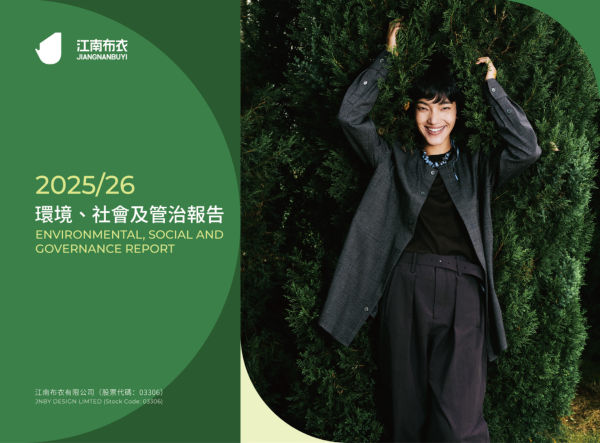 江南布衣
JIANGNANBUYI
2025/26
環境、社會及管治報告
ENVIRONMENTAL, SOCIAL AND
GOVERNANCE REPORT
江南布衣有限公司（股票代碼：03306）
JNBY DESIGN LIMTED (Stock Code: 03306)